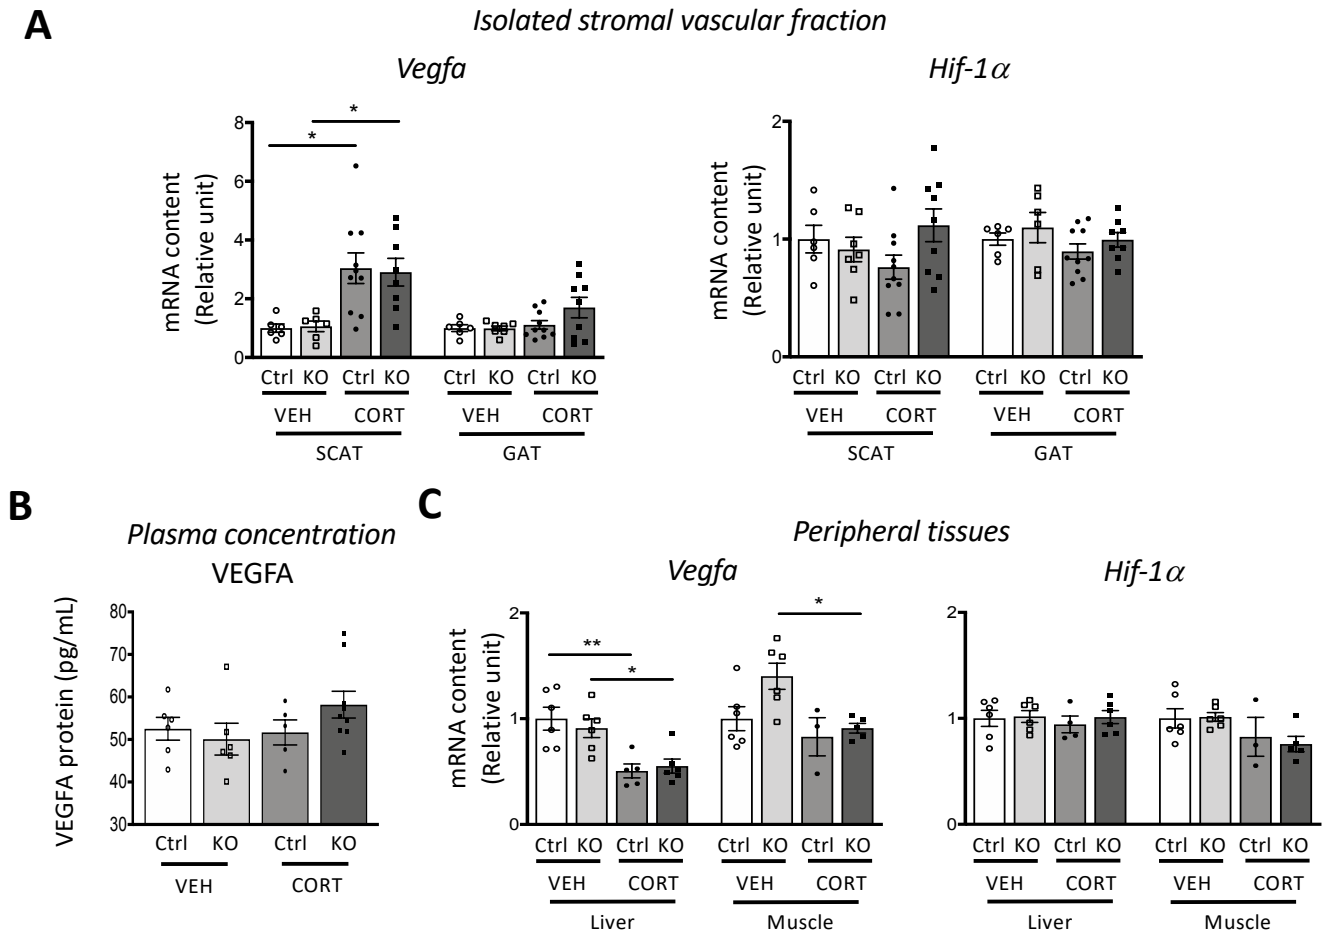 A
Isolated stromal vascular fraction
Vegfa
Hif-1α
mRNA content
(Relative unit)
8
6
4
2
0
*
*
Ctrl KO Ctrl KO Ctrl KO Ctrl KO
VEH CORT VEH CORT
SCAT GAT
mRNA content
(Relative unit)
2
1
0
Ctrl KO Ctrl KO Ctrl KO Ctrl KO
VEH CORT VEH CORT
SCAT GAT
B
Plasma concentration
VEGFA
VEGFA protein (pg/mL)
80
70
60
50
40
30
Ctrl KO Ctrl KO
VEH CORT
C
Peripheral tissues
Vegfa
Hif-1α
mRNA content
(Relative unit)
2
1
0
**
*
*
Ctrl KO Ctrl KO Ctrl KO Ctrl KO
VEH CORT VEH CORT
Liver Muscle
2
1
0
Ctrl KO Ctrl KO Ctrl KO Ctrl KO
VEH CORT VEH CORT
Liver Muscle